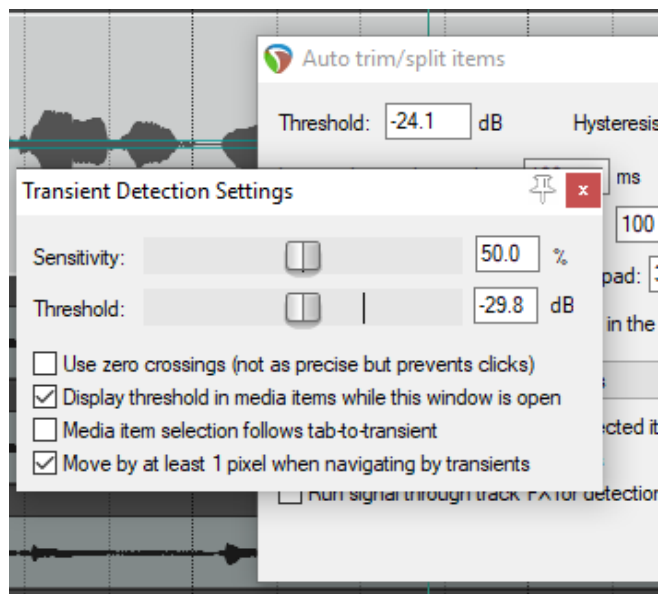 Auto trim/split items
Threshold: -24.1 dB Hysteresis
ms
Transient Detection Settings
100
Sensitivity: 50.0 %
pad:
Threshold: -29.8 dB
in the
Use zero crossings (not as precise but prevents clicks)
Display threshold in media items while this window is open
Media item selection follows tab-to-transient
Move by at least 1 pixel when navigating by transients
Run signal through track FX for detection